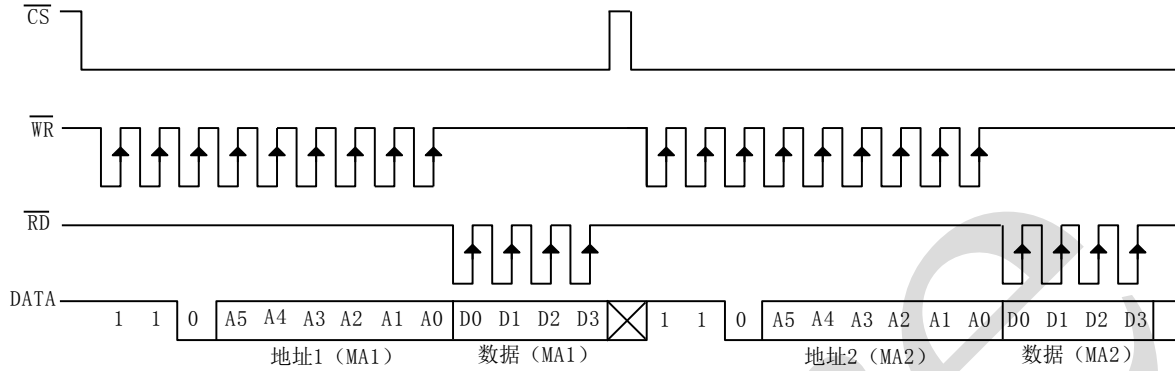 CS
WR
RD
DATA
1 1 0 A5 A4 A3 A2 A1 A0 D0 D1 D2 D3 1 1 0 A5 A4 A3 A2 A1 A0 D0 D1 D2 D3
地址1（MA1） 数据（MA1） 地址2（MA2） 数据（MA2）